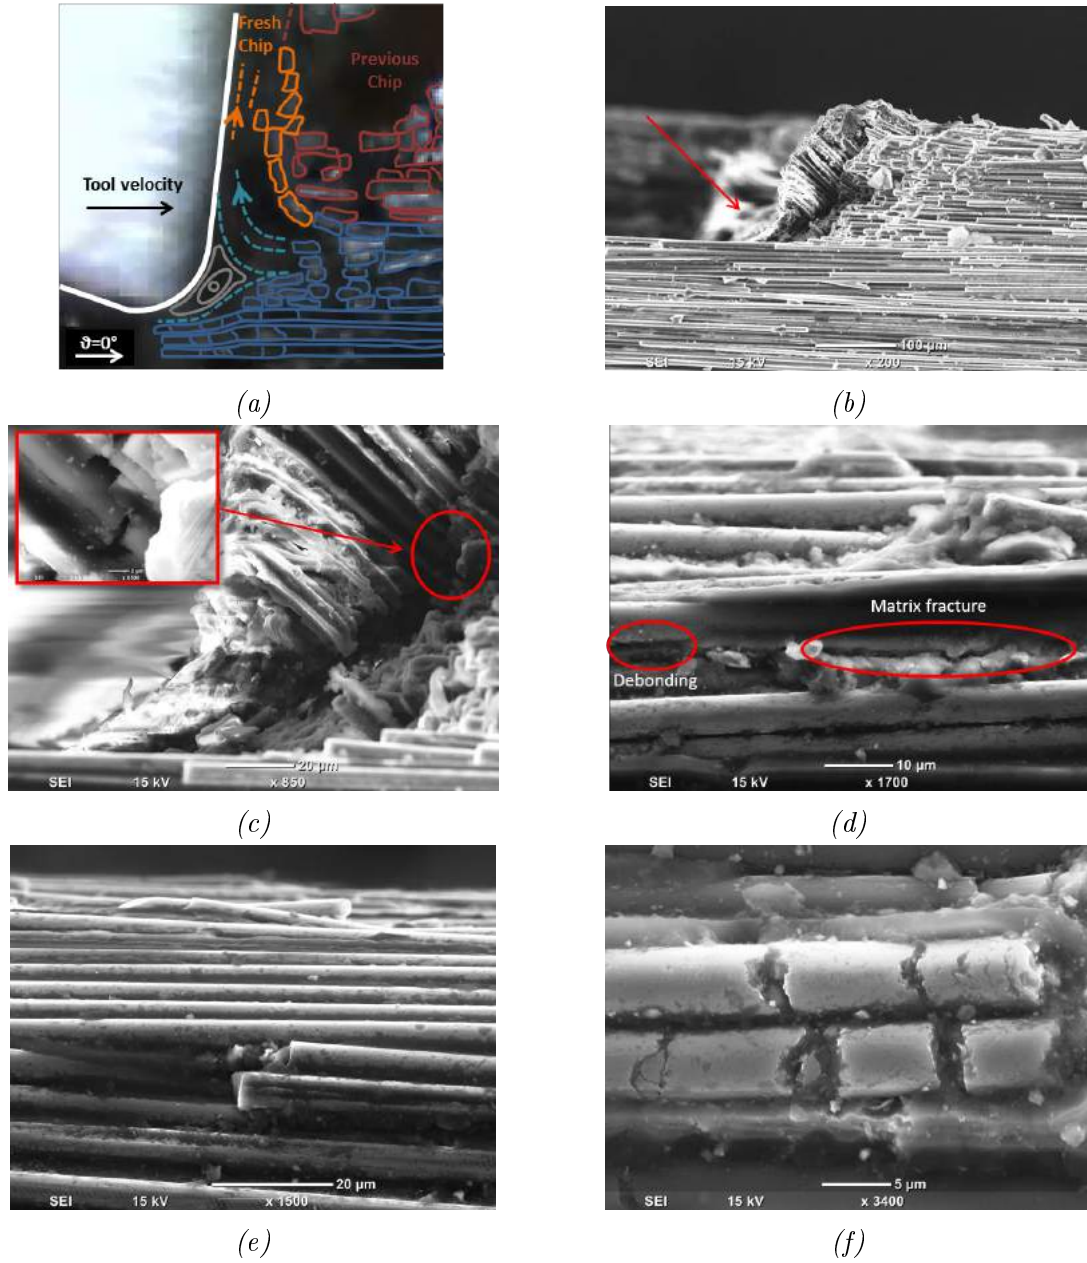 Fresh
Chip
Previous
Chip
Tool velocity
ϑ=0°
100 µm
SEI 15 kV x 200
(a)
(b)
20 µm
SEI 15 kV x 850
Matrix fracture
Debonding
10 µm
SEI 15 kV x 1700
(c)
(d)
20 µm
SEI 15 kV x 1500
5 µm
SEI 15 kV x 3400
(e)
(f)